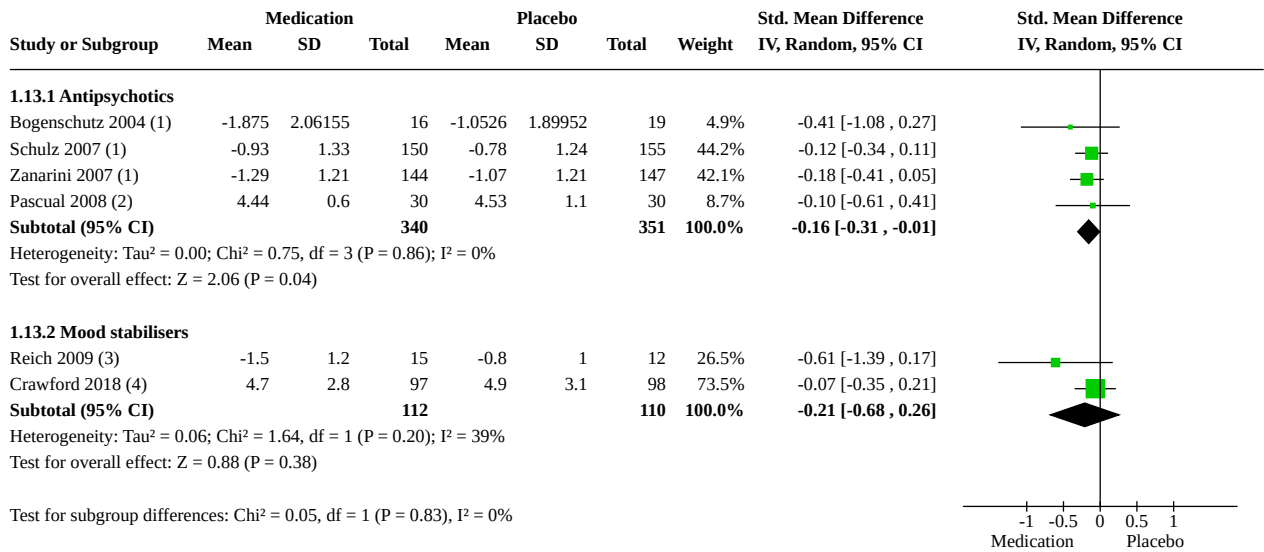 Medication Placebo Std. Mean Difference Std. Mean Difference
Study or Subgroup Mean SD Total Mean SD Total Weight IV, Random, 95% CI IV, Random, 95% CI
1.13.1 Antipsychotics
Bogenschutz 2004 (1) -1.875 2.06155 16 -1.0526 1.89952 19 4.9% -0.41 [-1.08 , 0.27]
Schulz 2007 (1) -0.93 1.33 150 -0.78 1.24 155 44.2% -0.12 [-0.34 , 0.11]
Zanarini 2007 (1) -1.29 1.21 144 -1.07 1.21 147 42.1% -0.18 [-0.41 , 0.05]
Pascual 2008 (2) 4.44 0.6 30 4.53 1.1 30 8.7% -0.10 [-0.61 , 0.41]
Subtotal (95% CI) 340 351 100.0% -0.16 [-0.31 , -0.01]
Heterogeneity: Tau² = 0.00; Chi² = 0.75, df = 3 (P = 0.86); I² = 0%
Test for overall effect: Z = 2.06 (P = 0.04)
1.13.2 Mood stabilisers
Reich 2009 (3) -1.5 1.2 15 -0.8 1 12 26.5% -0.61 [-1.39 , 0.17]
Crawford 2018 (4) 4.7 2.8 97 4.9 3.1 98 73.5% -0.07 [-0.35 , 0.21]
Subtotal (95% CI) 112 110 100.0% -0.21 [-0.68 , 0.26]
Heterogeneity: Tau² = 0.06; Chi² = 1.64, df = 1 (P = 0.20); I² = 39%
Test for overall effect: Z = 0.88 (P = 0.38)
Test for subgroup differences: Chi² = 0.05, df = 1 (P = 0.83), I² = 0%
-1 -0.5 0 0.5 1
Medication Placebo